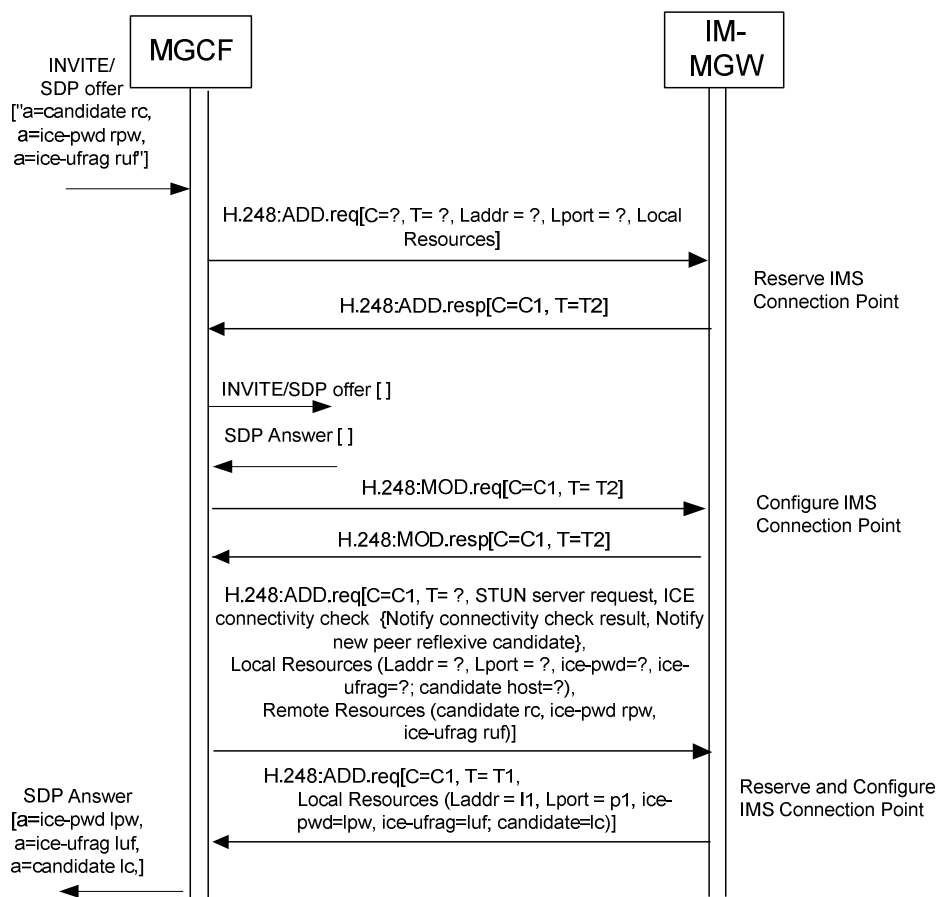 MGCF
IM-
MGW
INVITE/
SDP offer
["a=candidate rc,
a=ice-pwd rpw,
a=ice-ufrag ruf"]
H.248:ADD.req[C=?, T= ?, Laddr = ?, Lport = ?, Local
Resources]
Reserve IMS
Connection Point
H.248:ADD.resp[C=C1, T=T2]
INVITE/SDP offer [ ]
SDP Answer [ ]
H.248:MOD.req[C=C1, T= T2]
Configure IMS
Connection Point
H.248:MOD.resp[C=C1, T=T2]
H.248:ADD.req[C=C1, T= ?, STUN server request, ICE
connectivity check {Notify connectivity check result, Notify
new peer reflexive candidate},
Local Resources (Laddr = ?, Lport = ?, ice-pwd=?, ice-
ufrag=?; candidate host=?),
Remote Resources (candidate rc, ice-pwd rpw,
ice-ufrag ruf)]
H.248:ADD.req[C=C1, T= T1,
Local Resources (Laddr = l1, Lport = p1, ice-
pwd=lpw, ice-ufrag=luf; candidate=lc)]
Reserve and Configure
IMS Connection Point
SDP Answer
[a=ice-pwd lpw,
a=ice-ufrag luf,
a=candidate lc,]